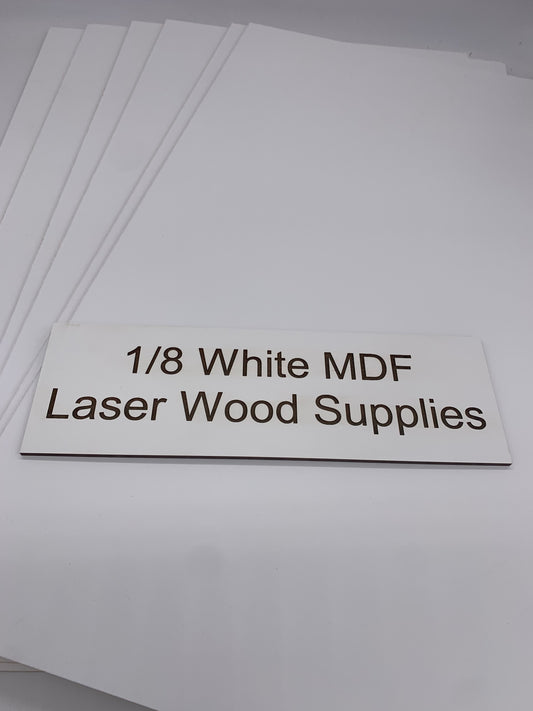 1/8 White MDF
Laser Wood Supplies